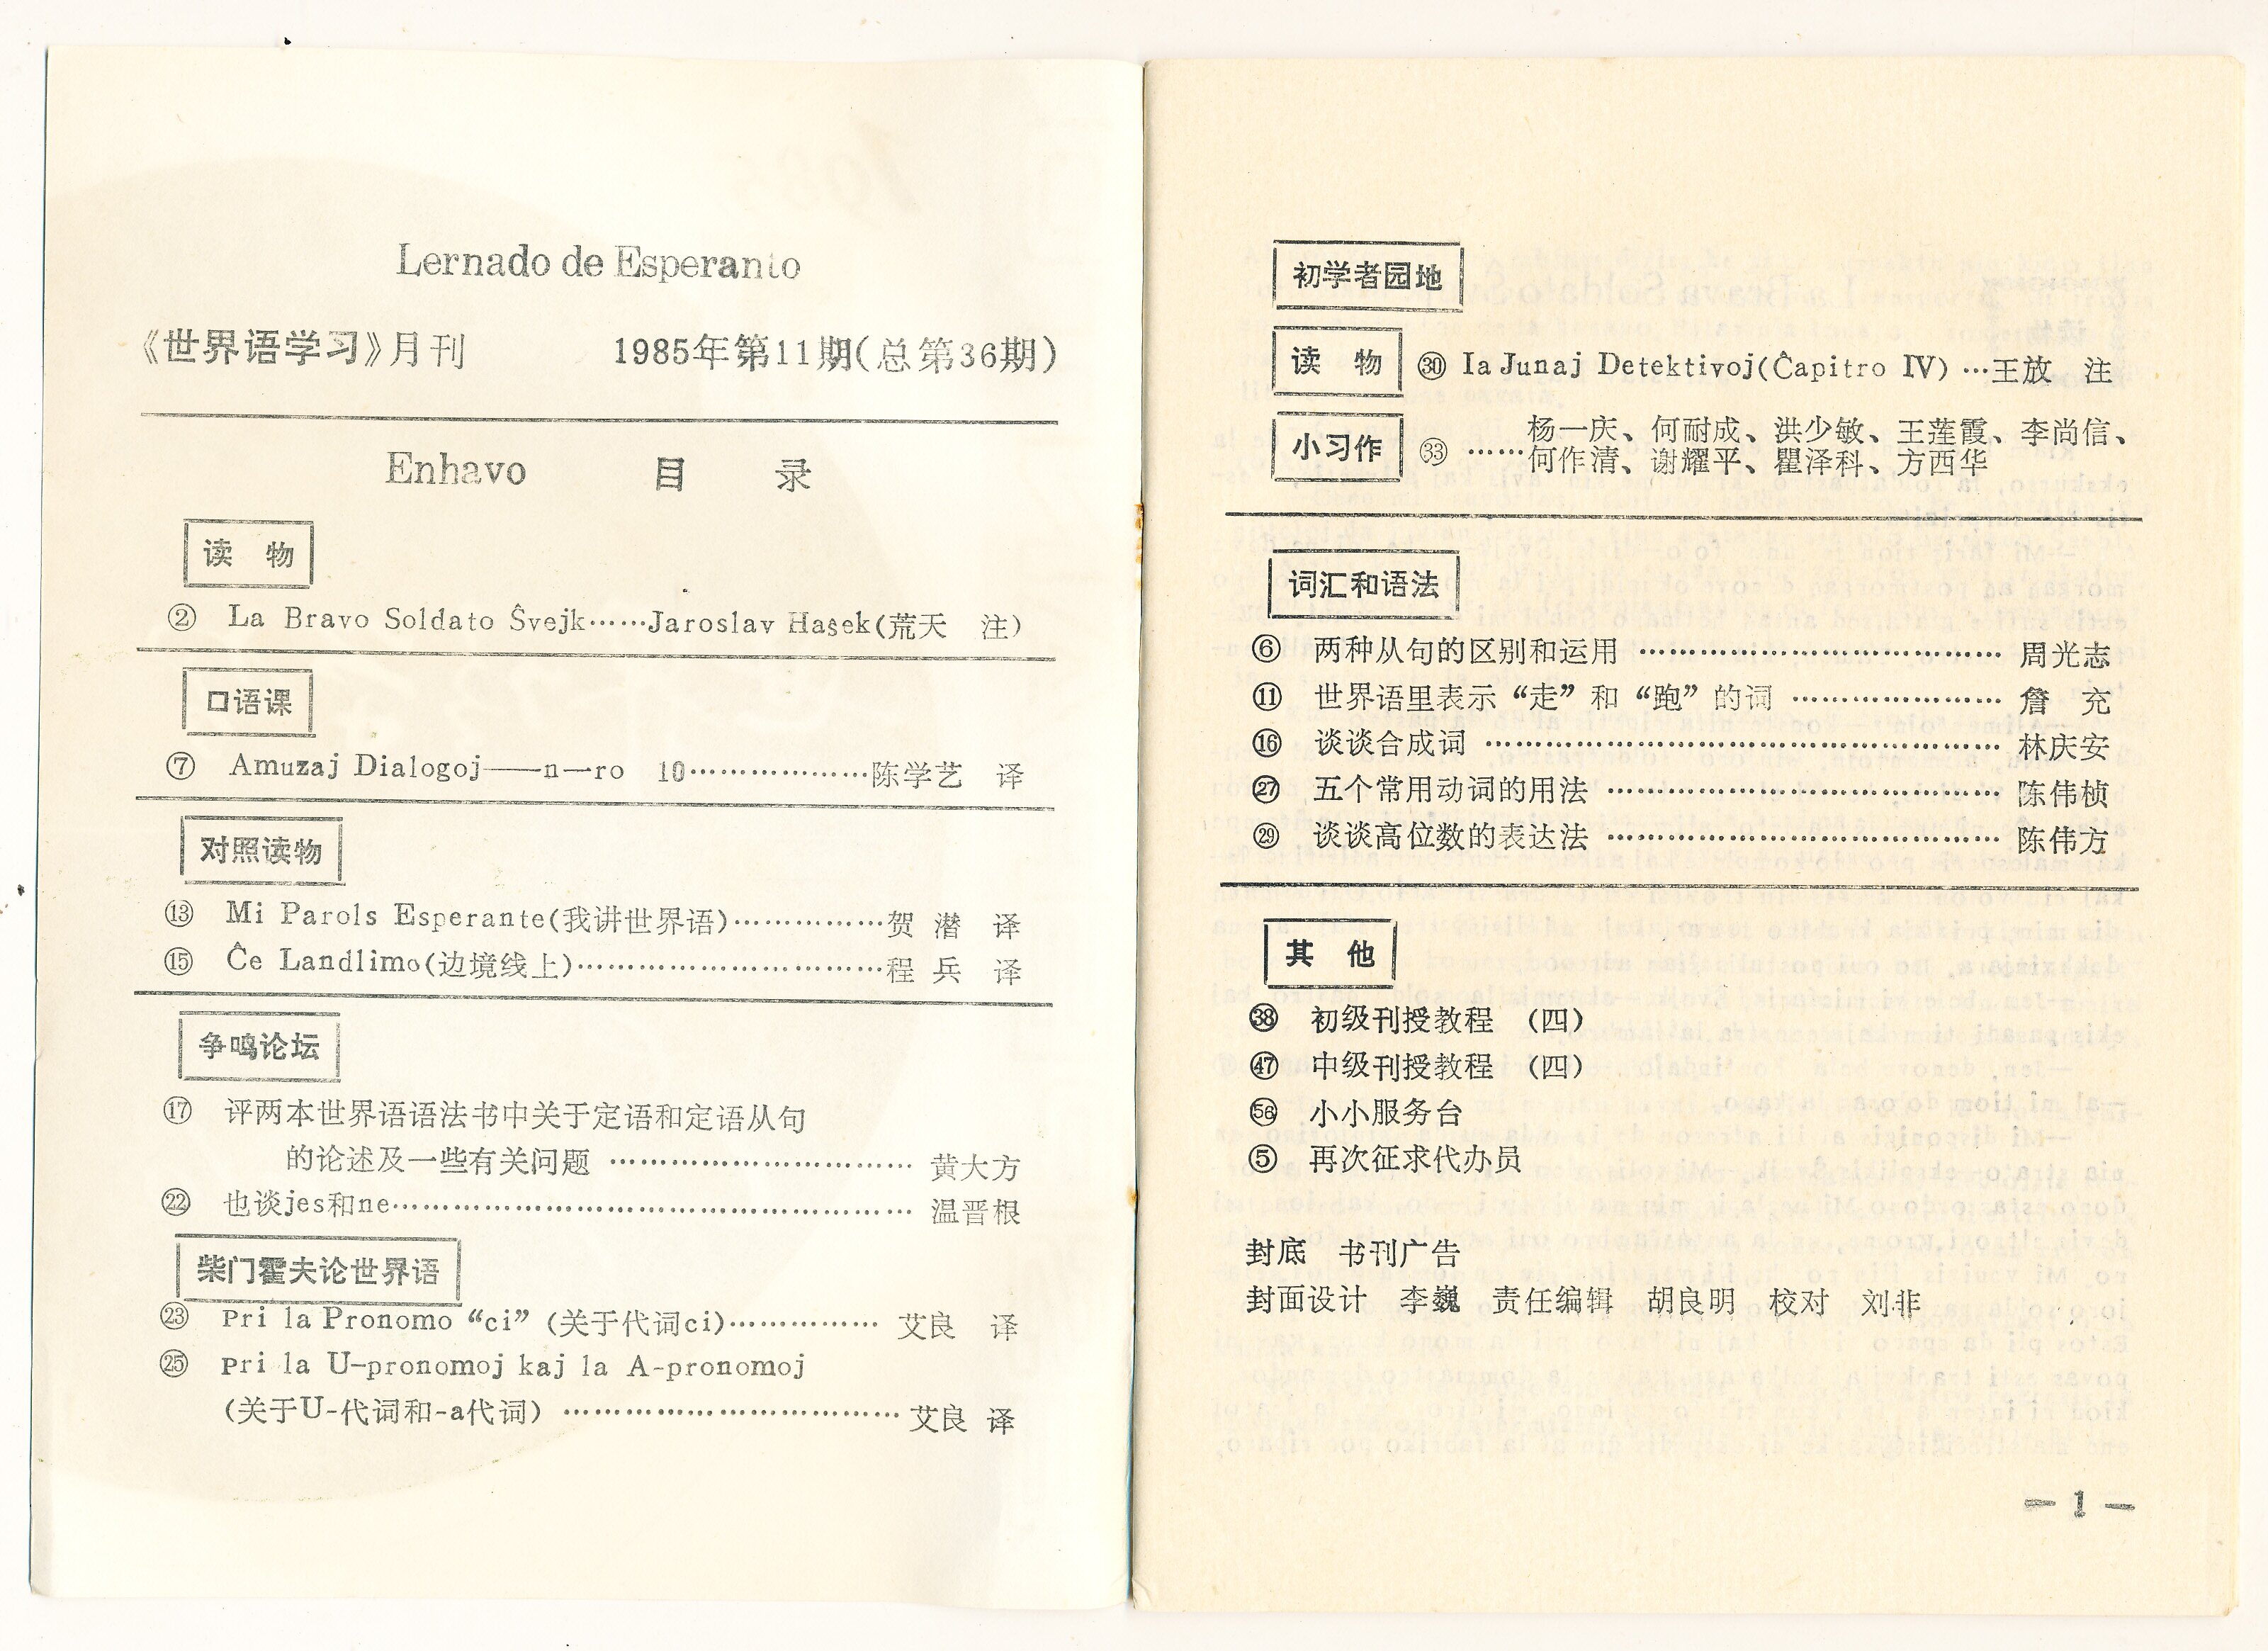 Lernado de Esperanto
《世界语学习》月刊 1985年第11期(总第36期)
Enhavo 目 录
读 物
② La Bravo Soldato Ŝvejk……Jaroslav Haŝek(荒天 注)
口语课
⑦ Amuzaj Dialogoj——n—ro 10………………陈学艺 译
对照读物
⑬ Mi Parols Esperante(我讲世界语)……………贺 潜 译
⑮ Ĉe Landlimo(边境线上)…………………………程 兵 译
争鸣论坛
⑰ 评两本世界语语法书中关于定语和定语从句
的论述及一些有关问题 ………………………… 黄大方
㉒ 也谈jes和ne…………………………………………… 温晋根
柴门霍夫论世界语
㉓ Pri la Pronomo “ci” (关于代词ci)…………… 艾良 译
㉕ Pri la U-pronomoj kaj la A-pronomoj
(关于U-代词和-a代词) …………………………… 艾良 译
初学者园地
读 物 ㉚ la Junaj Detektivoj(Ĉapitro IV) …王放 注
小习作 ㉝ ……杨一庆、何耐成、洪少敏、王莲霞、李尚信、
何作清、谢耀平、瞿泽科、方西华
词汇和语法
⑥ 两种从句的区别和运用 ……………………………… 周光志
⑪ 世界语里表示“走”和“跑”的词 ………………… 詹 充
⑯ 谈谈合成词 …………………………………………… 林庆安
㉗ 五个常用动词的用法 ………………………………… 陈伟桢
㉙ 谈谈高位数的表达法 ………………………………… 陈伟方
其 他
㊳ 初级刊授教程 (四)
㊼ 中级刊授教程 (四)
56 小小服务台
⑤ 再次征求代办员
封底 书刊广告
封面设计 李巍 责任编辑 胡良明 校对 刘非
— 1 —